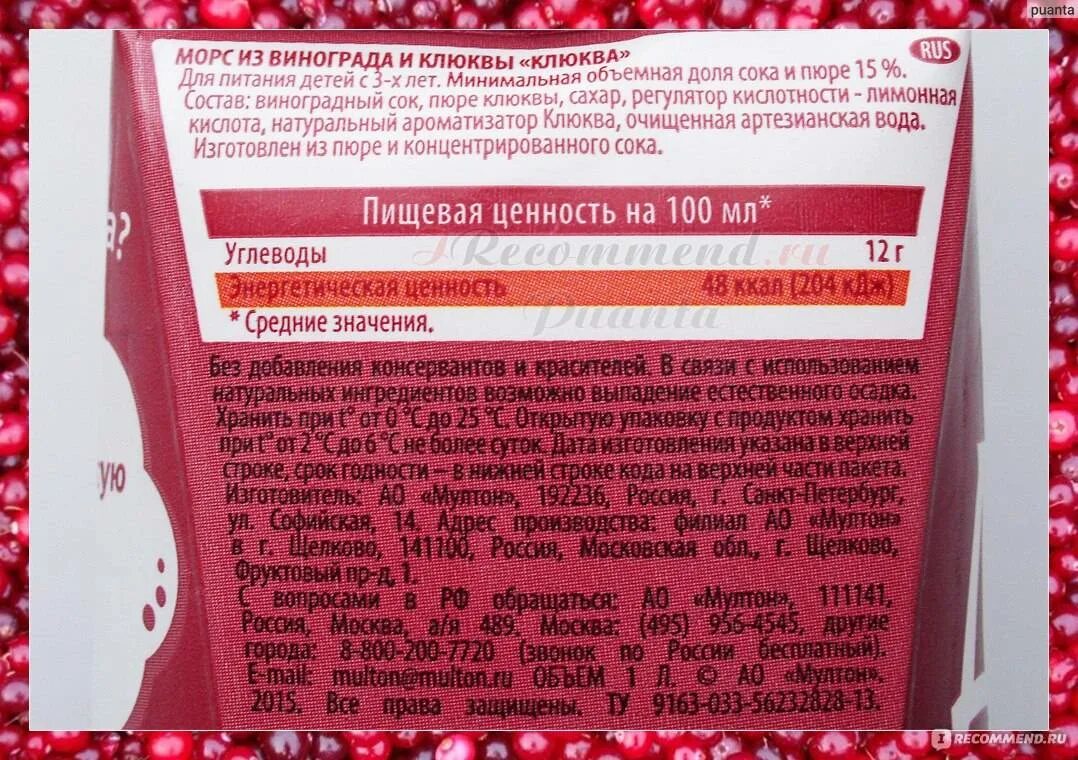 puanta
RUS
МОРС ИЗ ВИНОГРАДА И КЛЮКВЫ «КЛЮКВА»
Для питания детей с 3-х лет. Минимальная объемная доля сока и пюре 15 %.
Состав: виноградный сок, пюре клюквы, сахар, регулятор кислотности - лимонная
кислота, натуральный ароматизатор Клюква, очищенная артезианская вода.
Изготовлен из пюре и концентрированного сока.
Пищевая ценность на 100 мл*
IRecommend.ru
Углеводы 12 г
Энергетическая ценность 48 ккал (204 кДж)
Puanta
* Средние значения.
Без добавления консервантов и красителей. В связи с использованием
натуральных ингредиентов возможно выпадение естественного осадка.
Хранить при t° от 0 °С до 25 °С. Открытую упаковку с продуктом хранить
при t° от 2 °С до 6 °С не более суток. Дата изготовления указана в верхней
строке, срок годности – в нижней строке кода на верхней части пакета.
Изготовитель: АО «Мултон», 192236, Россия, г. Санкт-Петербург,
ул. Софийская, 14. Адрес производства: филиал АО «Мултон»
в г. Щелково, 141100, Россия, Московская обл., г. Щелково,
Фруктовый пр-д, 1.
С вопросами в РФ обращаться: АО «Мултон», 111141,
Россия, Москва, а/я 489. Москва: (495) 956-4545, другие
города: 8-800-200-7720 (звонок по России бесплатный).
E-mail: multon@multon.ru ОБЪЕМ 1 Л. © АО «Мултон».
2015. Все права защищены. ТУ 9163-033-56232828-13.
IRECOMMEND.RU